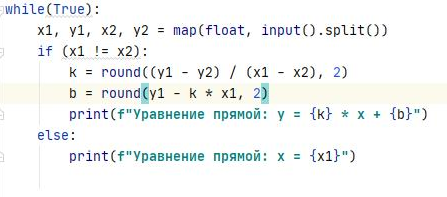 while(True):
    x1, y1, x2, y2 = map(float, input().split())
    if (x1 != x2):
        k = round((y1 - y2) / (x1 - x2), 2)
        b = round(y1 - k * x1, 2)
        print(f"Уравнение прямой: y = {k} * x + {b}")
    else:
        print(f"Уравнение прямой: x = {x1}")